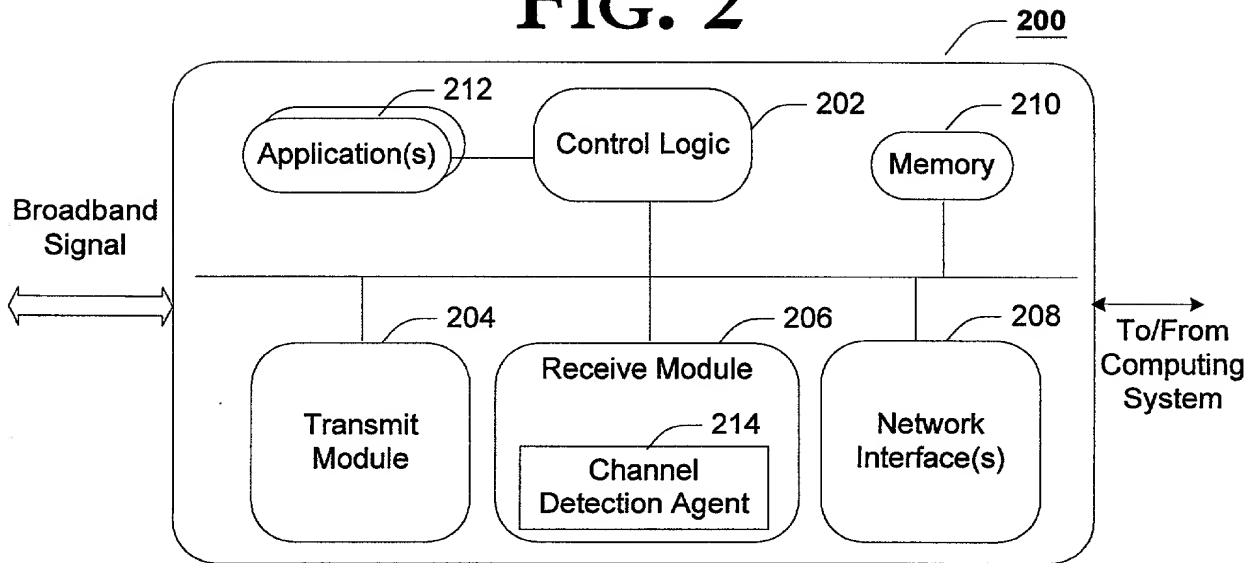 FIG. 2
200
212
202
210
Application(s)
Control Logic
Memory
Broadband
Signal
204
206
208
To/From
Computing
System
Receive Module
Transmit
Module
214
Channel
Detection Agent
Network
Interface(s)